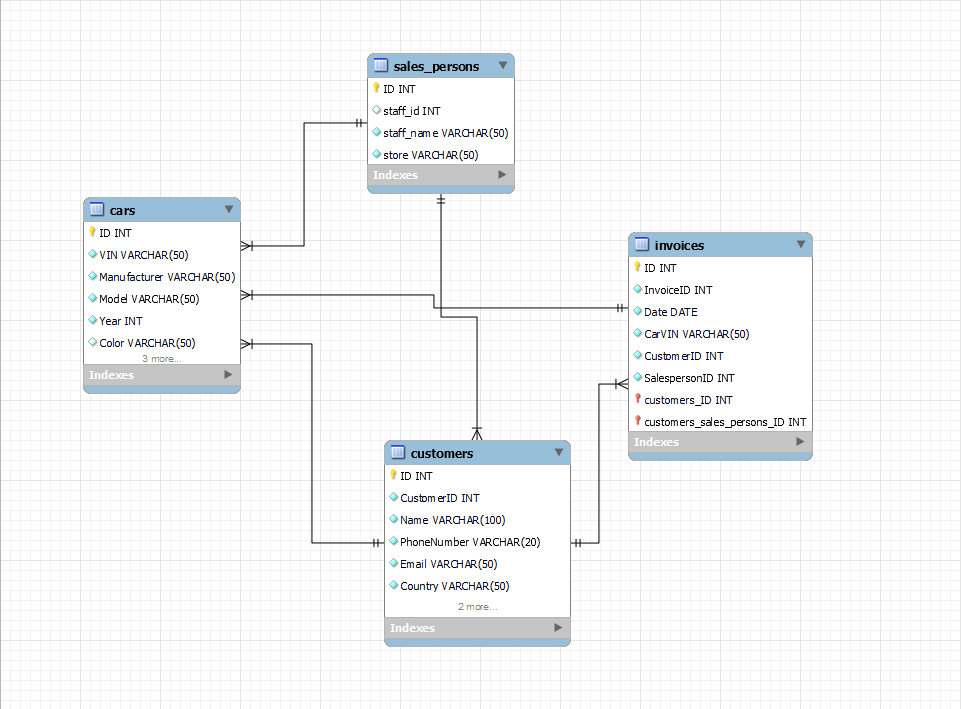 sales_persons
ID INT
staff_id INT
staff_name VARCHAR(50)
store VARCHAR(50)
Indexes
cars
ID INT
VIN VARCHAR(50)
Manufacturer VARCHAR(50)
Model VARCHAR(50)
Year INT
Color VARCHAR(50)
3 more...
Indexes
invoices
ID INT
InvoiceID INT
Date DATE
CarVIN VARCHAR(50)
CustomerID INT
SalespersonID INT
customers_ID INT
customers_sales_persons_ID INT
Indexes
customers
ID INT
CustomerID INT
Name VARCHAR(100)
PhoneNumber VARCHAR(20)
Email VARCHAR(50)
Country VARCHAR(50)
2 more...
Indexes